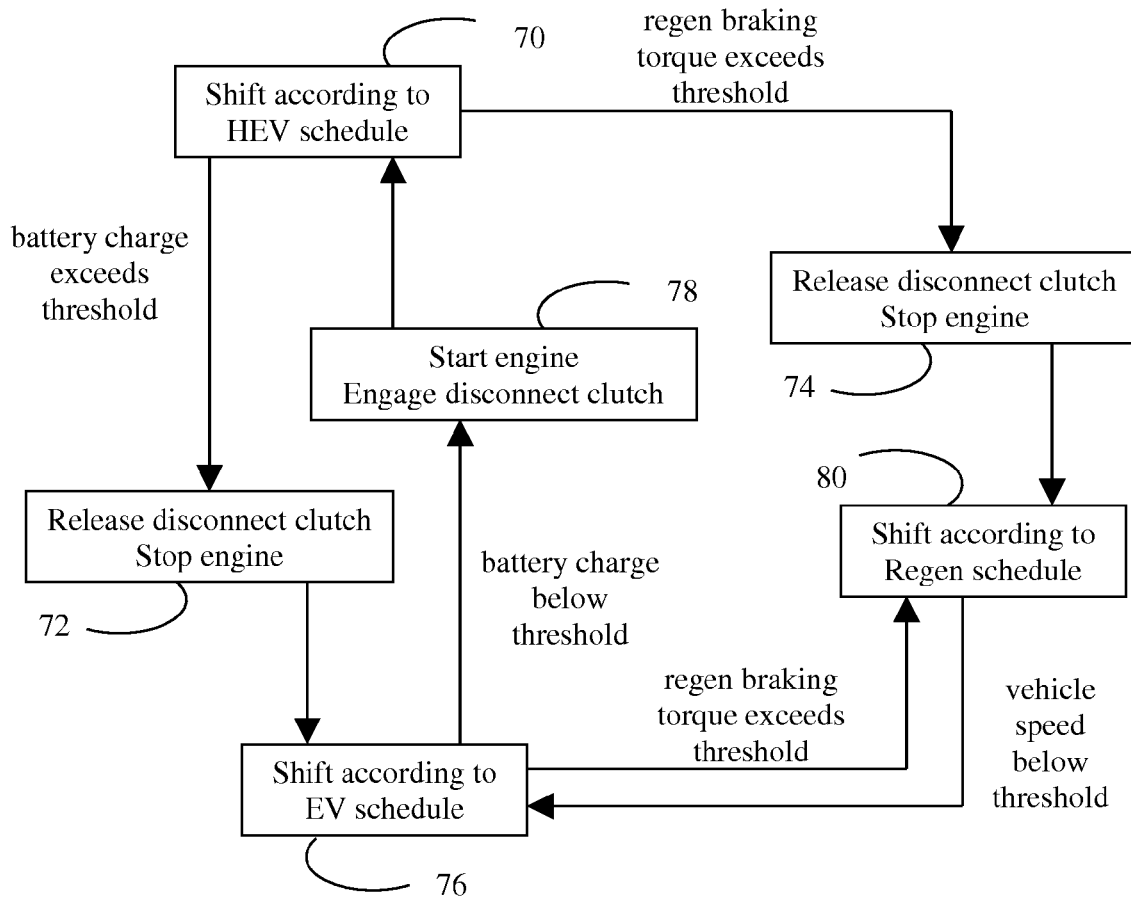 70
regen braking
torque exceeds
threshold
Shift according to
HEV schedule
battery charge
exceeds
threshold
78
Release disconnect clutch
Stop engine
Start engine
Engage disconnect clutch
74
80
Release disconnect clutch
Stop engine
Shift according to
Regen schedule
battery charge
below
threshold
72
regen braking
torque exceeds
threshold
vehicle
speed
below
threshold
Shift according to
EV schedule
76